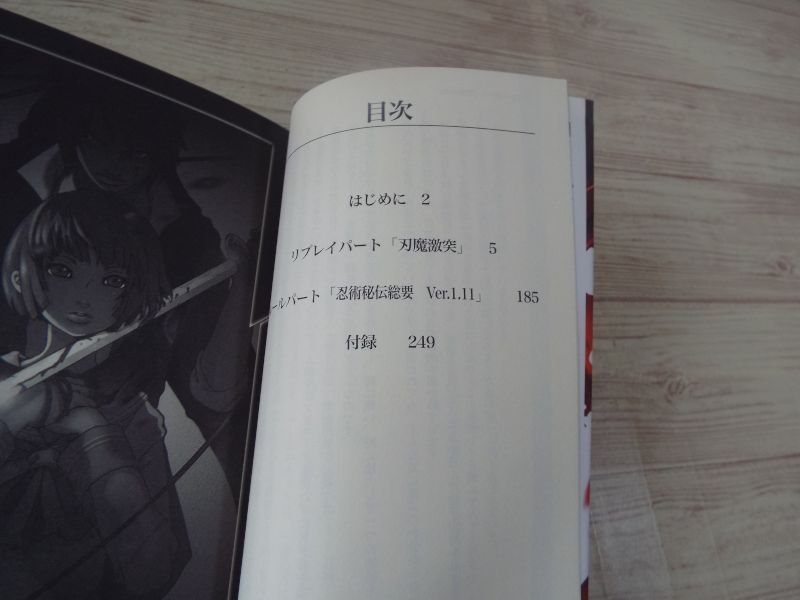 目次
はじめに 2
リプレイパート「刃魔激突」 5
ールパート「忍術秘伝総要 Ver.1.11」 185
付録 249